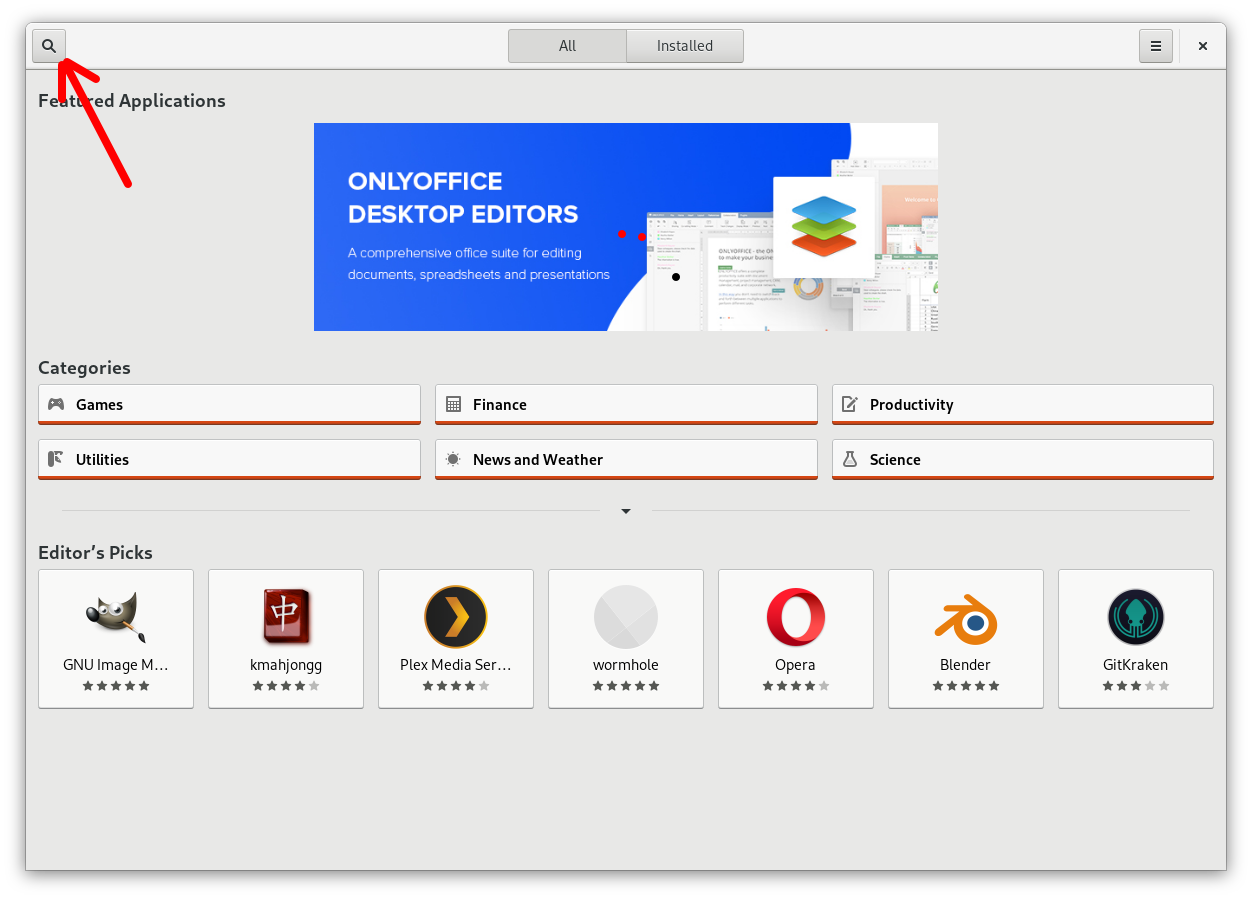 All
Installed
Featured Applications
ONLYOFFICE
DESKTOP EDITORS
A comprehensive office suite for editing
documents, spreadsheets and presentations
Categories
Games
Finance
Productivity
Utilities
News and Weather
Science
Editor’s Picks
中
GNU Image M…
kmahjongg
Plex Media Ser…
wormhole
Opera
Blender
GitKraken